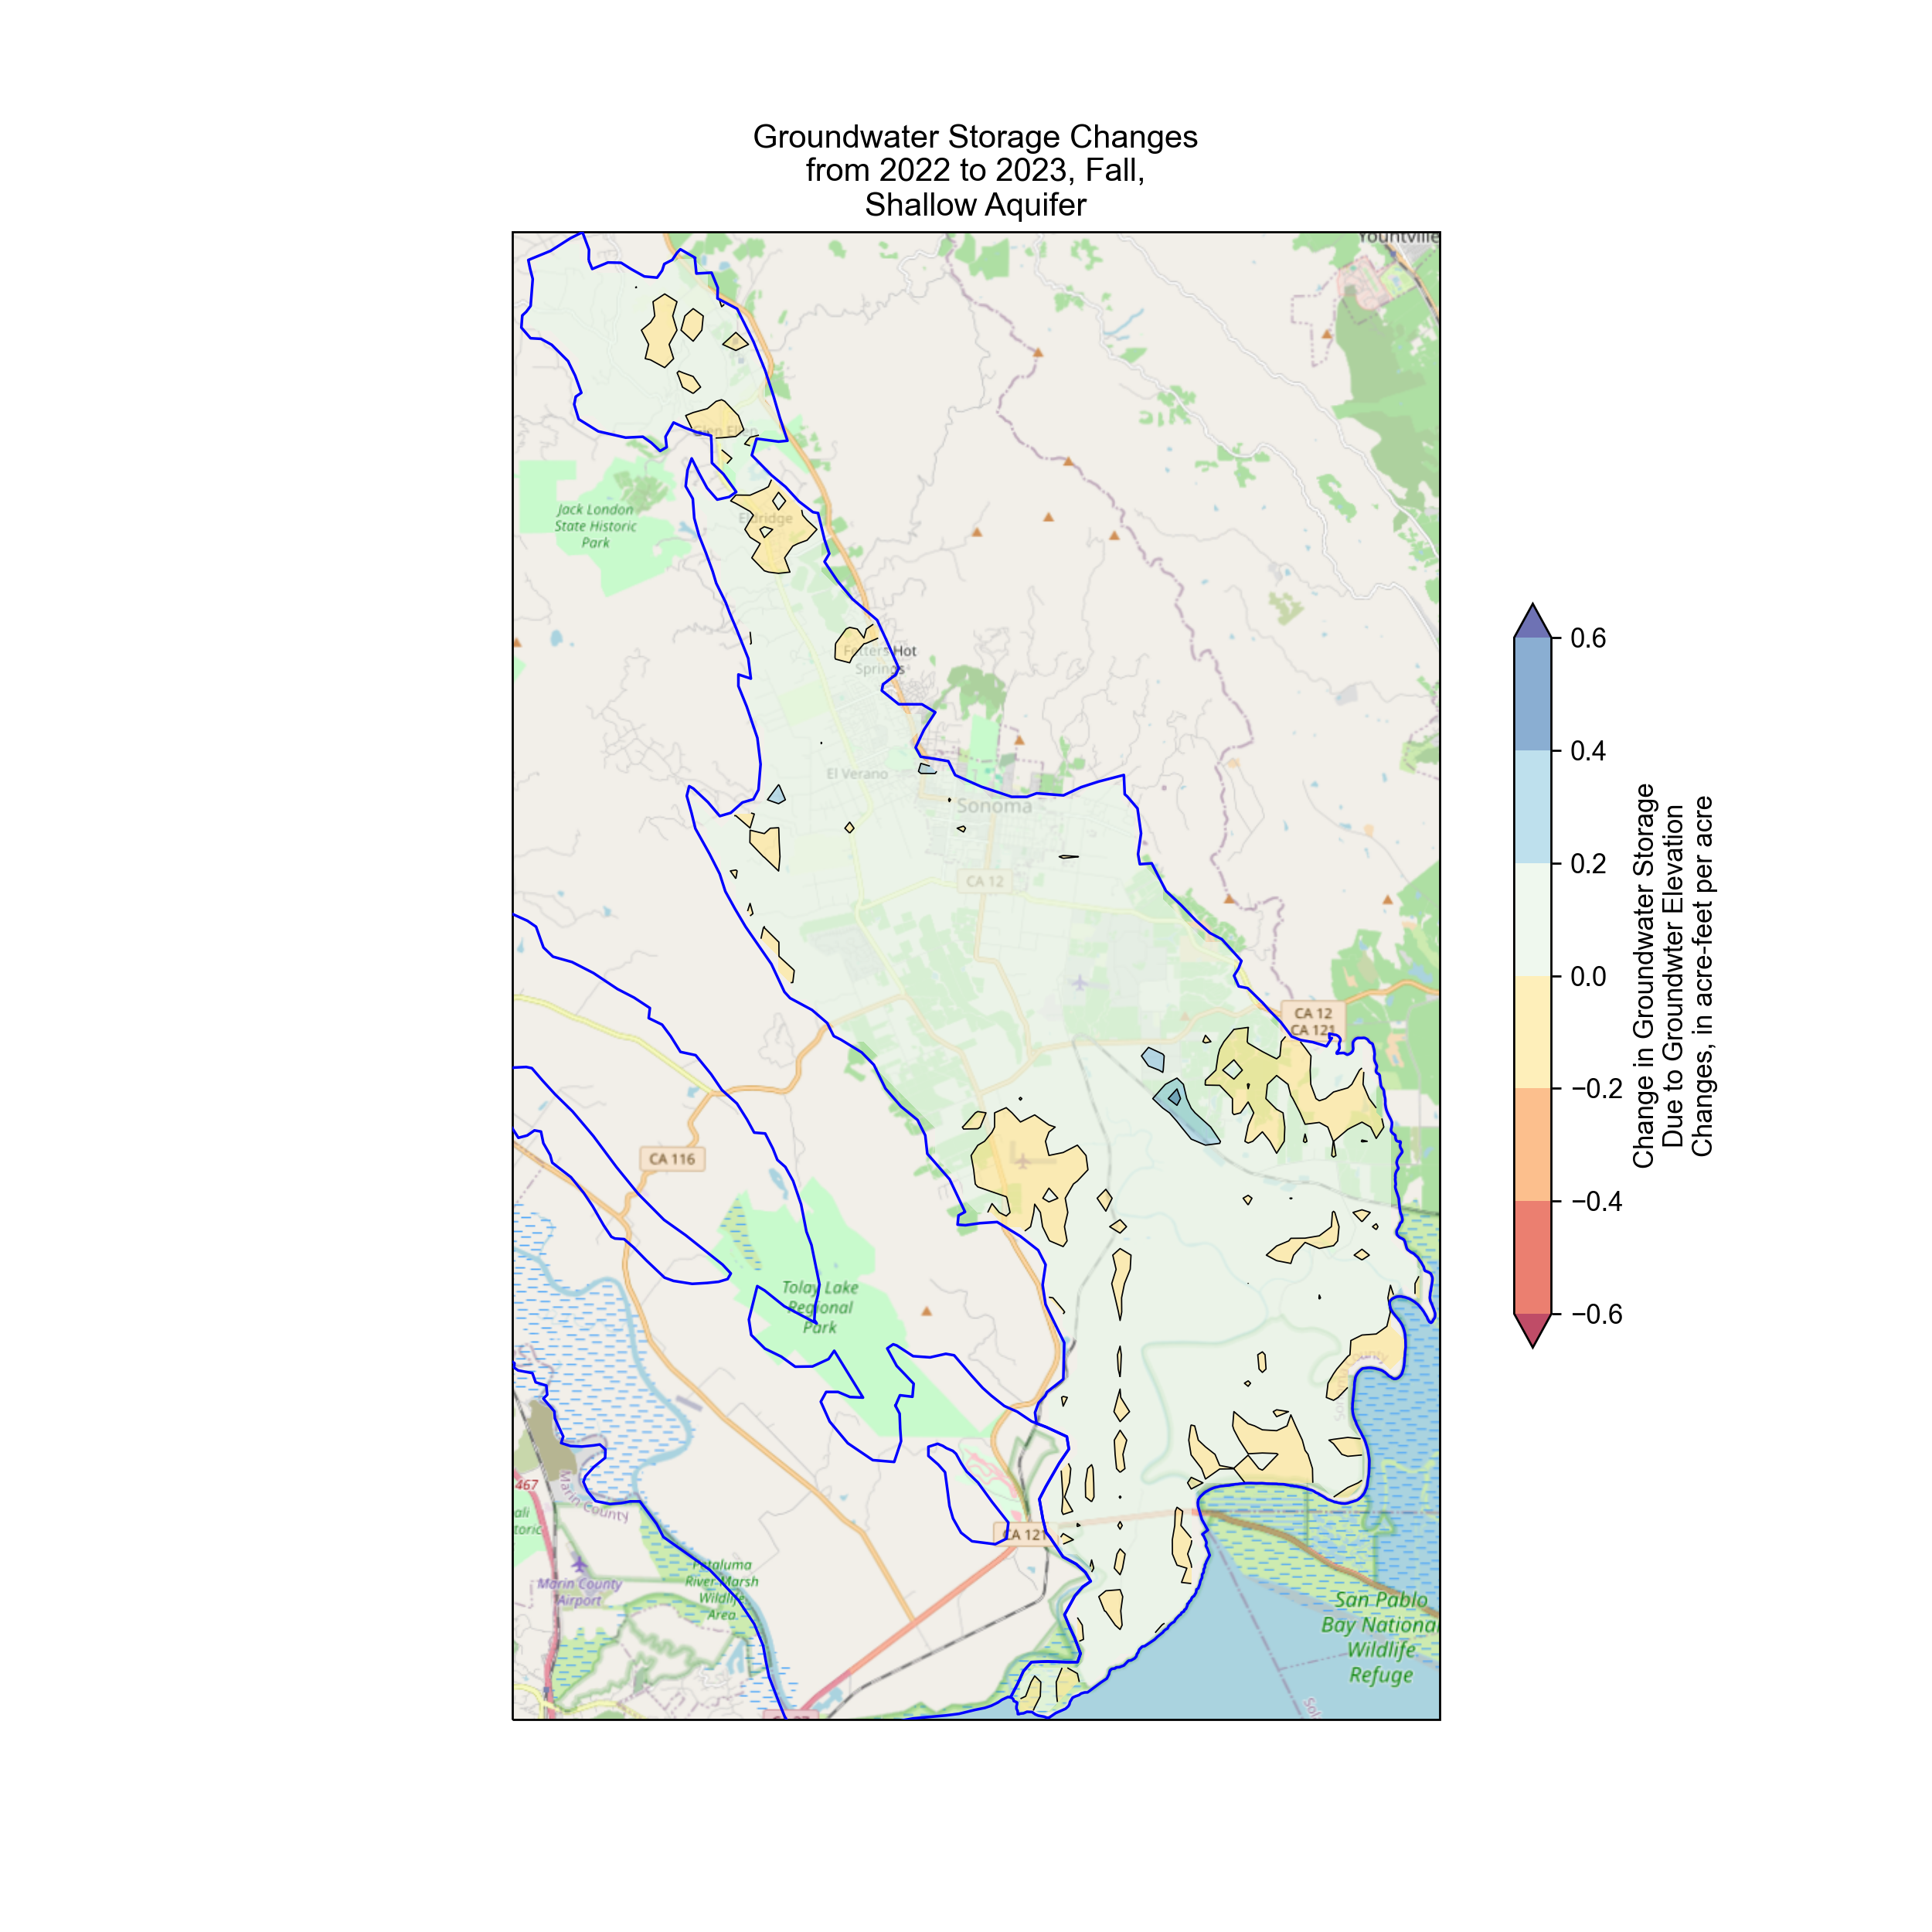 Groundwater Storage Changes
from 2022 to 2023, Fall,
Shallow Aquifer
Yountville
Glen Ellen
Jack London
State Historic
Park
Eldridge
Fetters Hot
Springs
El Verano
Sonoma
CA 12
CA 12
CA 121
CA 116
Tolay Lake
Regional
Park
County
467
ali
toric
Marin County
CA 121
Petaluma
River Marsh
Wildlife
Area
Marin County
Airport
San Pablo
Bay National
Wildlife
Refuge
Sol
0.6
0.4
0.2
0.0
−0.2
−0.4
−0.6
Change in Groundwater Storage
Due to Groundwter Elevation
Changes, in acre-feet per acre